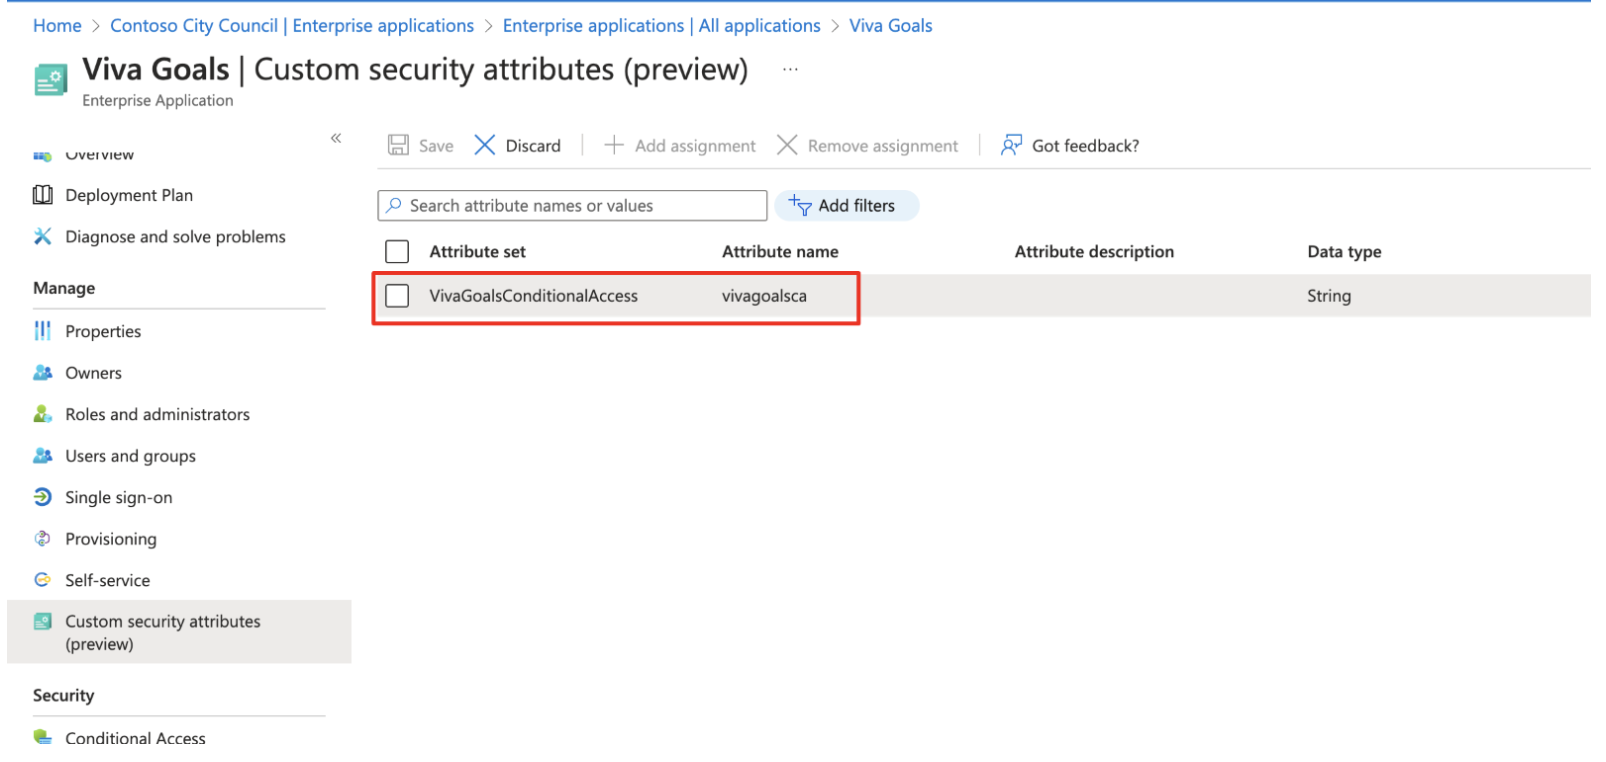 Home > Contoso City Council | Enterprise applications > Enterprise applications | All applications > Viva Goals
Viva Goals | Custom security attributes (preview) ...
Enterprise Application
«
Overview
Deployment Plan
Diagnose and solve problems
Manage
Properties
Owners
Roles and administrators
Users and groups
Single sign-on
Provisioning
Self-service
Custom security attributes
(preview)
Security
Conditional Access
Save Discard Add assignment Remove assignment Got feedback?
Search attribute names or values Add filters
Attribute set Attribute name Attribute description Data type
VivaGoalsConditionalAccess vivagoalsca String